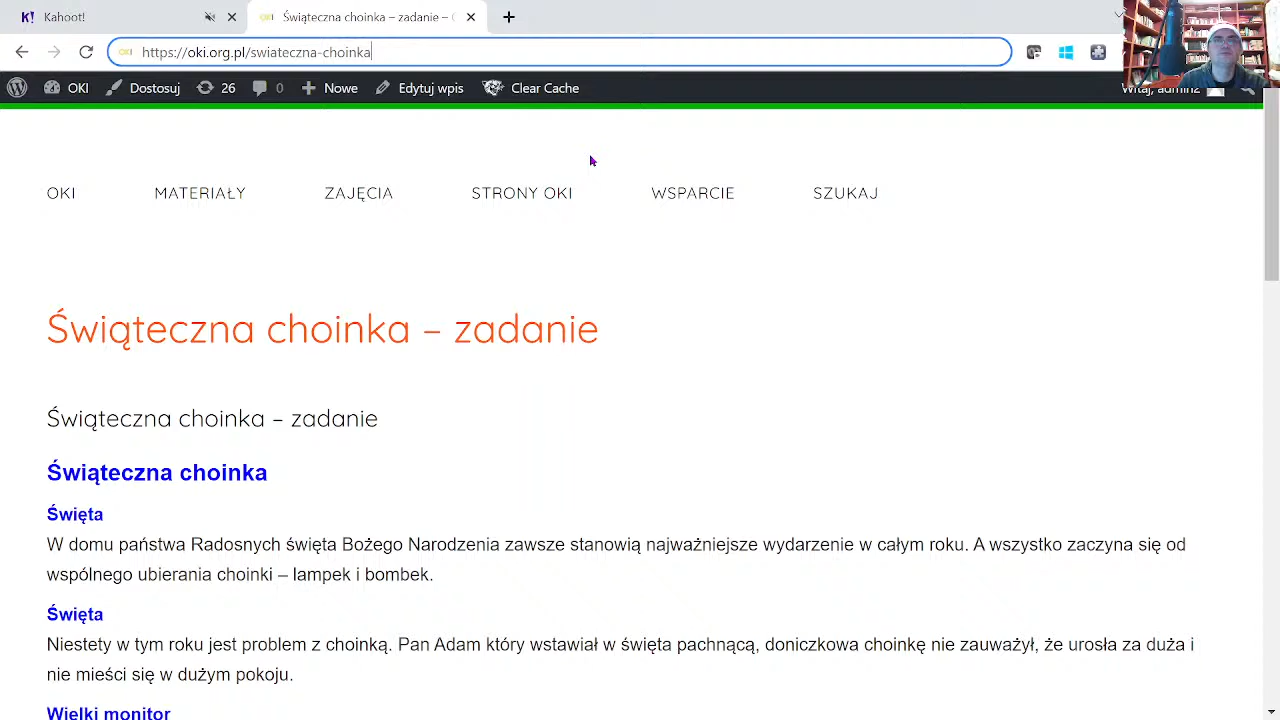 Kahoot!
Świąteczna choinka – zadanie – 
https://oki.org.pl/swiateczna-choinka
OKI
Dostosuj
26
0
Nowe
Edytuj wpis
Clear Cache
Witaj, admin2
OKI
MATERIAŁY
ZAJĘCIA
STRONY OKI
WSPARCIE
SZUKAJ
Świąteczna choinka – zadanie
Świąteczna choinka – zadanie
Świąteczna choinka
Święta
W domu państwa Radosnych święta Bożego Narodzenia zawsze stanowią najważniejsze wydarzenie w całym roku. A wszystko zaczyna się od
wspólnego ubierania choinki – lampek i bombek.
Święta
Niestety w tym roku jest problem z choinką. Pan Adam który wstawiał w święta pachnącą, doniczkowa choinkę nie zauważył, że urosła za duża i
nie mieści się w dużym pokoju.
Wielki monitor